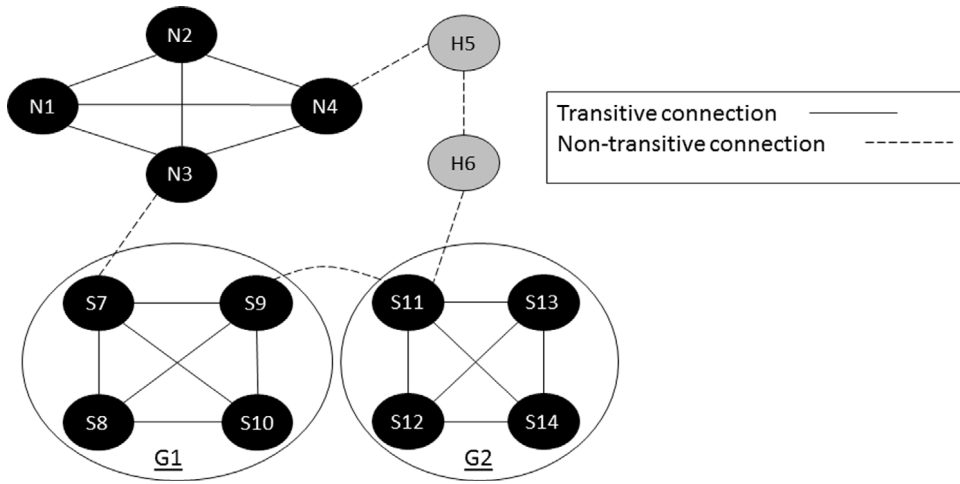 N2
H5
N1
N4
Transitive connection
Non-transitive connection
H6
N3
S7
S9
S11
S13
S8
S10
S12
S14
G1
G2